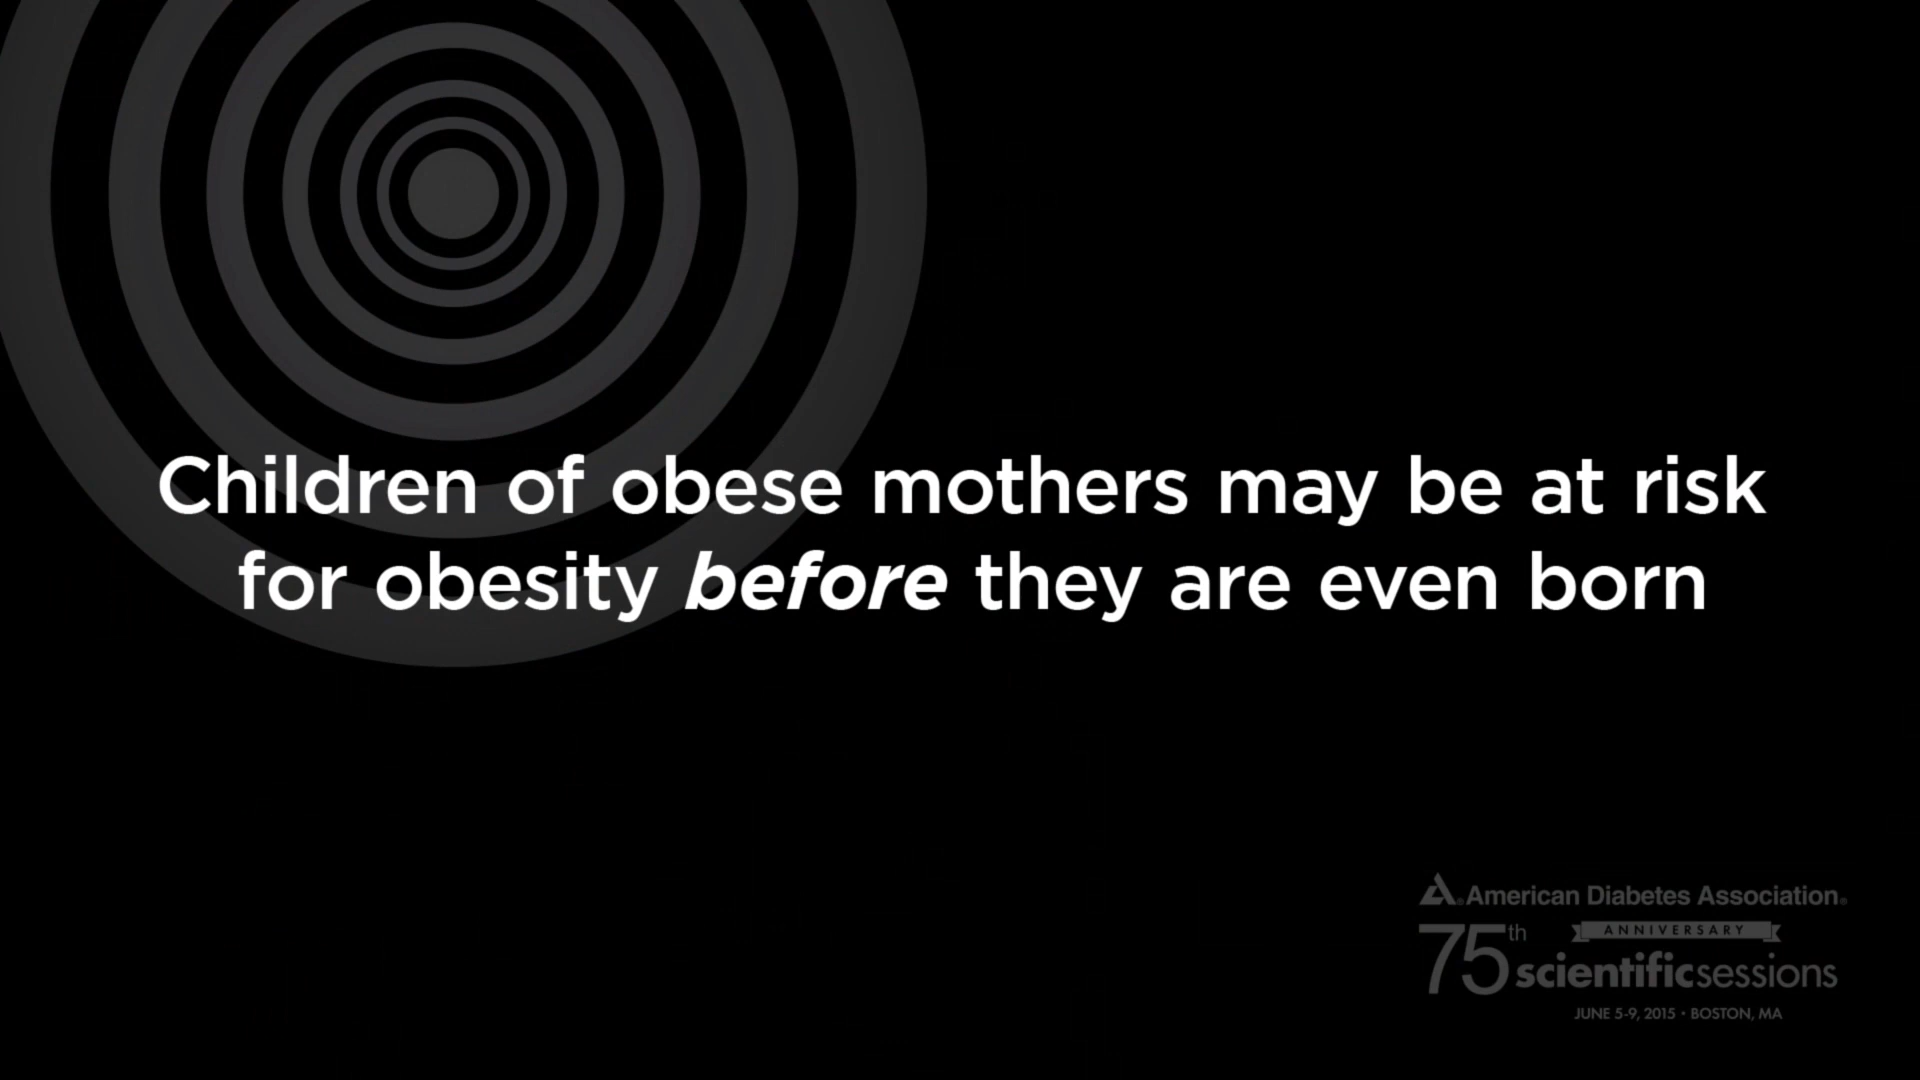 Children of obese mothers may be at risk
for obesity before they are even born
American Diabetes Association®
75th ANNIVERSARY
scientificsessions
JUNE 5-9, 2015 • BOSTON, MA